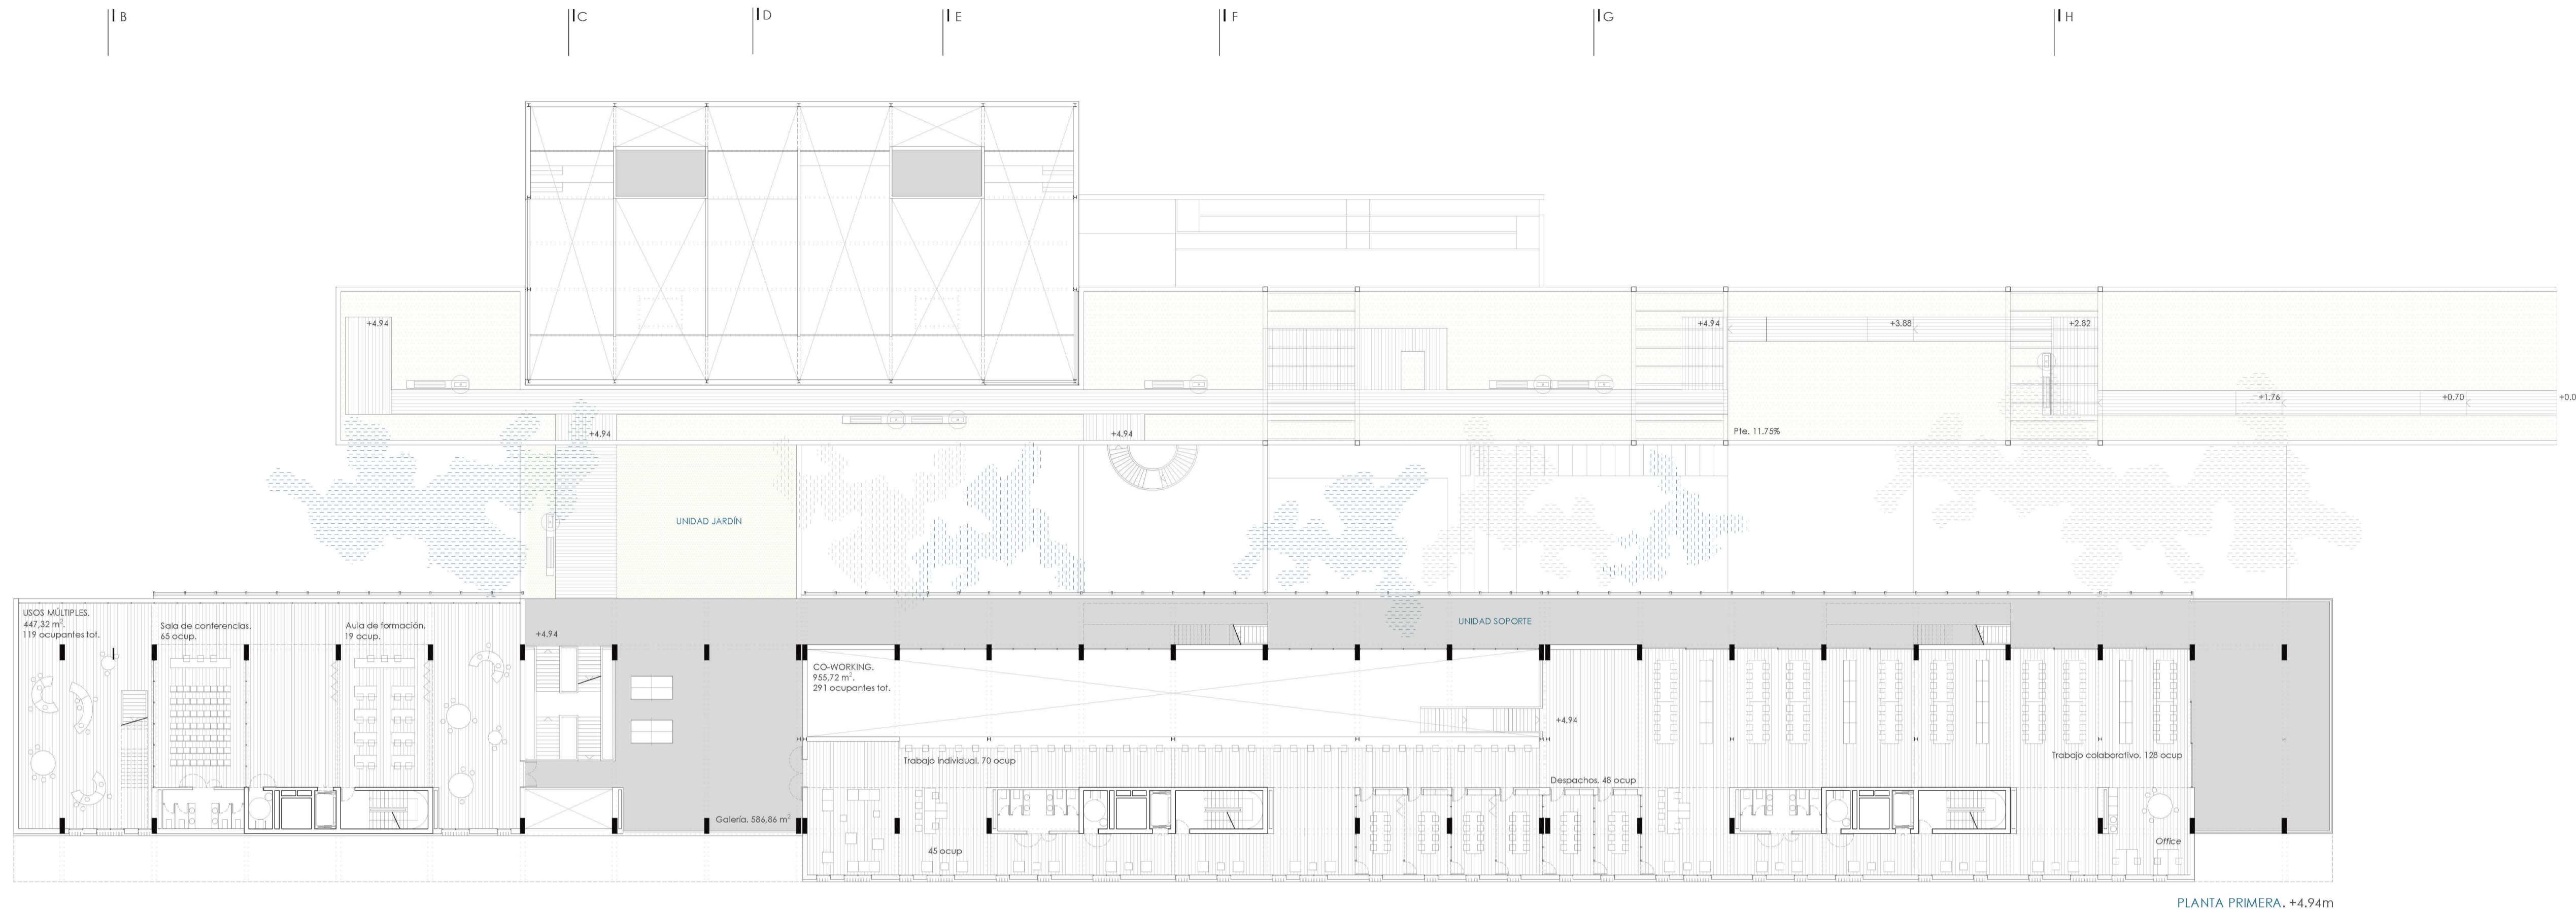 B
C
D
E
F
G
H
+4.94
+4.94
+3.88
+2.82
+1.76
+0.70
+0.0
+4.94
+4.94
Pte. 11.75%
UNIDAD JARDÍN
USOS MÚLTIPLES.
447,32 m².
119 ocupantes tot.
Sala de conferencias.
65 ocup.
Aula de formación.
19 ocup.
+4.94
UNIDAD SOPORTE
CO-WORKING.
955,72 m².
291 ocupantes tot.
+4.94
Trabajo individual. 70 ocup
Trabajo colaborativo. 128 ocup
Despachos. 48 ocup
Galería. 586,86 m²
45 ocup
Office
PLANTA PRIMERA. +4.94m